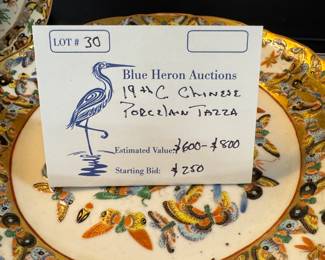 LOT # 30
Blue Heron Auctions
19th C Chinese
Porcelain Tazza
Estimated Value: $600-$800
Starting Bid: $250